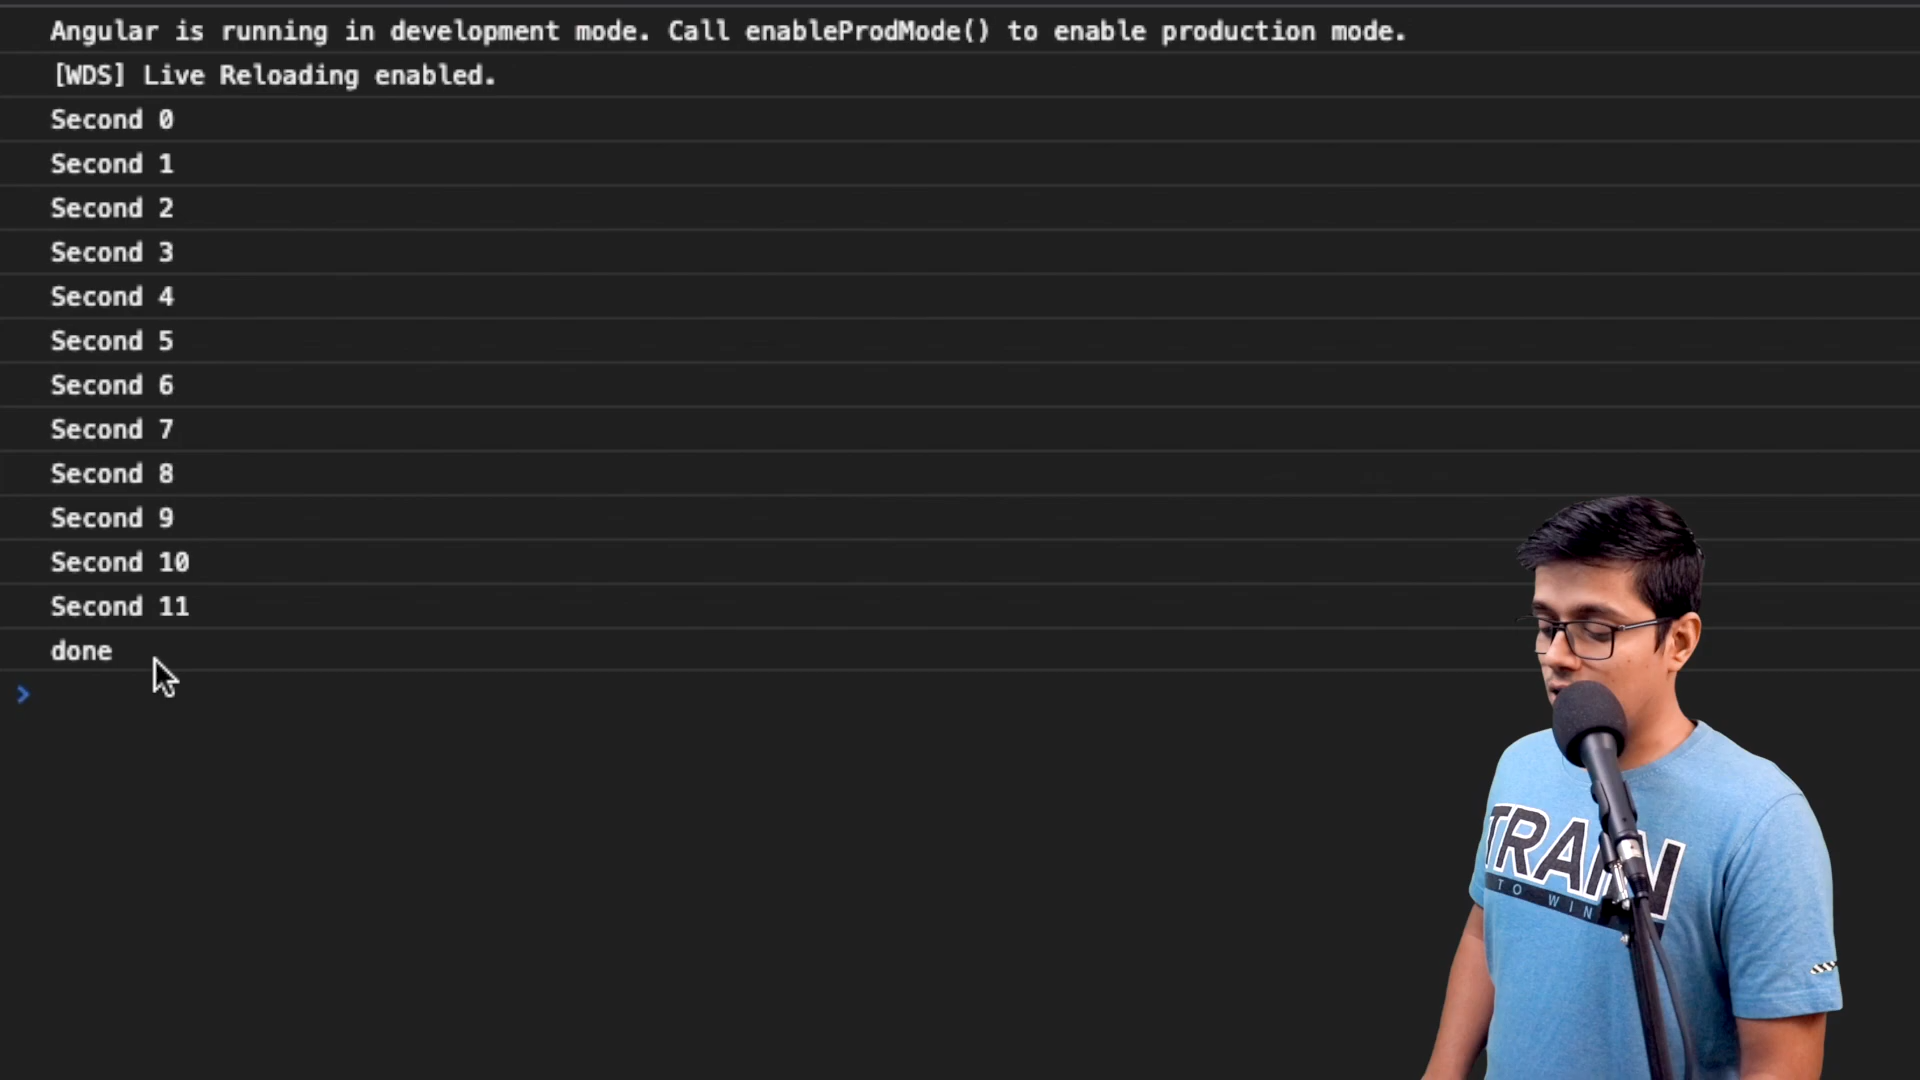 Angular is running in development mode. Call enableProdMode() to enable production mode.
[WDS] Live Reloading enabled.
Second 0
Second 1
Second 2
Second 3
Second 4
Second 5
Second 6
Second 7
Second 8
Second 9
Second 10
Second 11
done
>
TRAIN
TO WIN